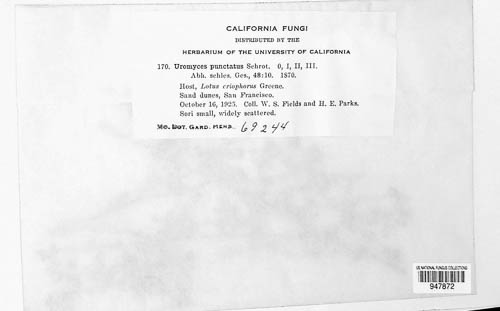 CALIFORNIA FUNGI
DISTRIBUTED BY THE
HERBARIUM OF THE UNIVERSITY OF CALIFORNIA
170. Uromyces punctatus Schrot. 0, I, II, III.
Abh. schles. Ges., 48:10. 1870.
Host, Lotus eriophorus Greene.
Sand dunes, San Francisco.
October 16, 1925. Coll. W. S. Fields and H. E. Parks.
Sori small, widely scattered.
MO. BOT. GARD. HERB. 69244
US NATIONAL FUNGUS COLLECTIONS
947872